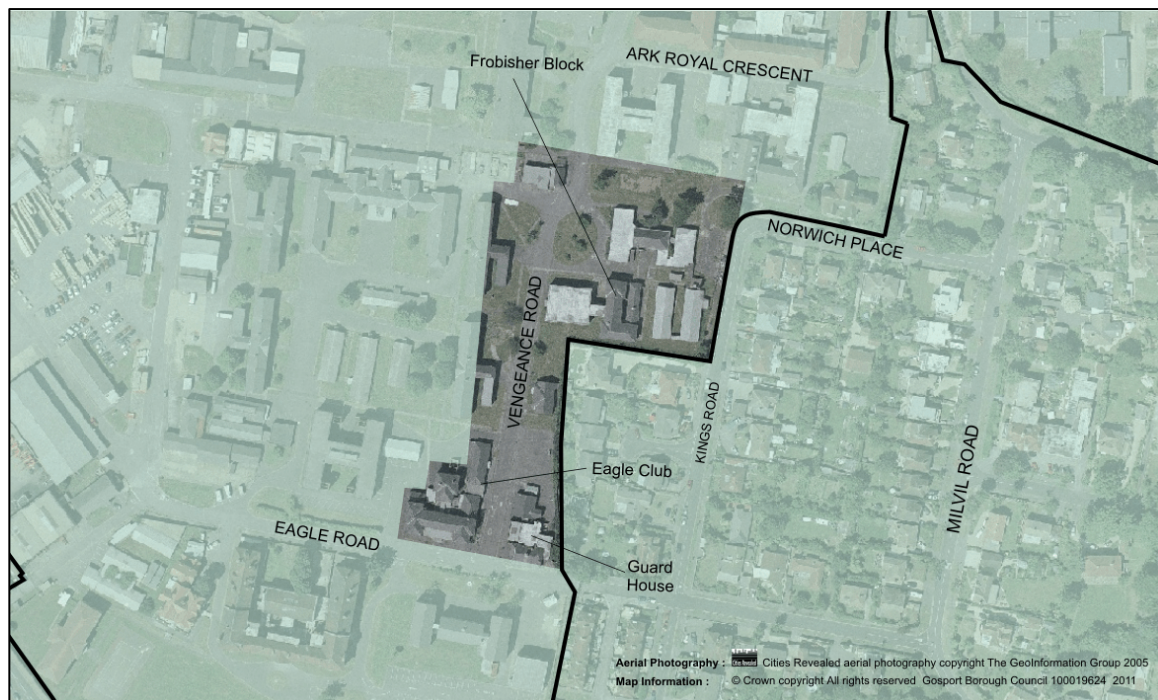 Frobisher Block
ARK ROYAL CRESCENT
NORWICH PLACE
VENGEANCE ROAD
KINGS ROAD
MILVIL ROAD
Eagle Club
EAGLE ROAD
Guard
House
Aerial Photography : Cities Revealed aerial photography copyright The GeoInformation Group 2005
Map Information : © Crown copyright All rights reserved Gosport Borough Council 100019624 2011